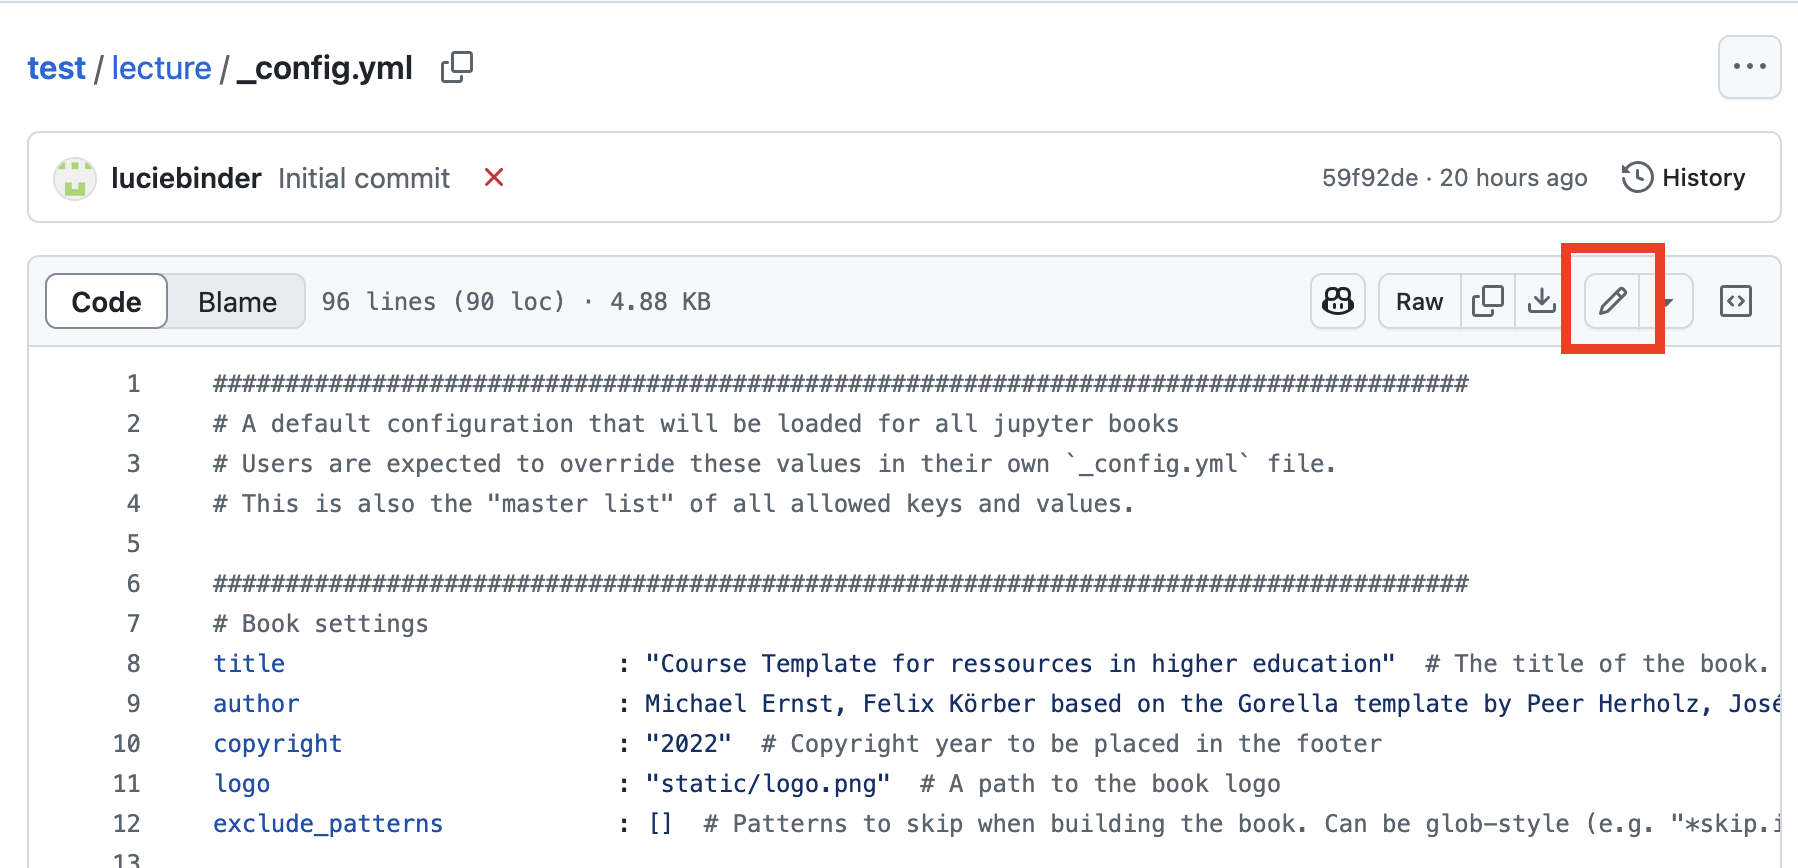 test / lecture / _config.yml
luciebinder Initial commit
59f92de · 20 hours ago History
Code Blame 96 lines (90 loc) · 4.88 KB Raw
1 #######################################################################################
2 # A default configuration that will be loaded for all jupyter books
3 # Users are expected to override these values in their own `_config.yml` file.
4 # This is also the "master list" of all allowed keys and values.
5
6 #######################################################################################
7 # Book settings
8 title : "Course Template for ressources in higher education" # The title of the book.
9 author : Michael Ernst, Felix Körber based on the Gorella template by Peer Herholz, José
10 copyright : "2022" # Copyright year to be placed in the footer
11 logo : "static/logo.png" # A path to the book logo
12 exclude_patterns : [] # Patterns to skip when building the book. Can be glob-style (e.g. "*skip.i
13